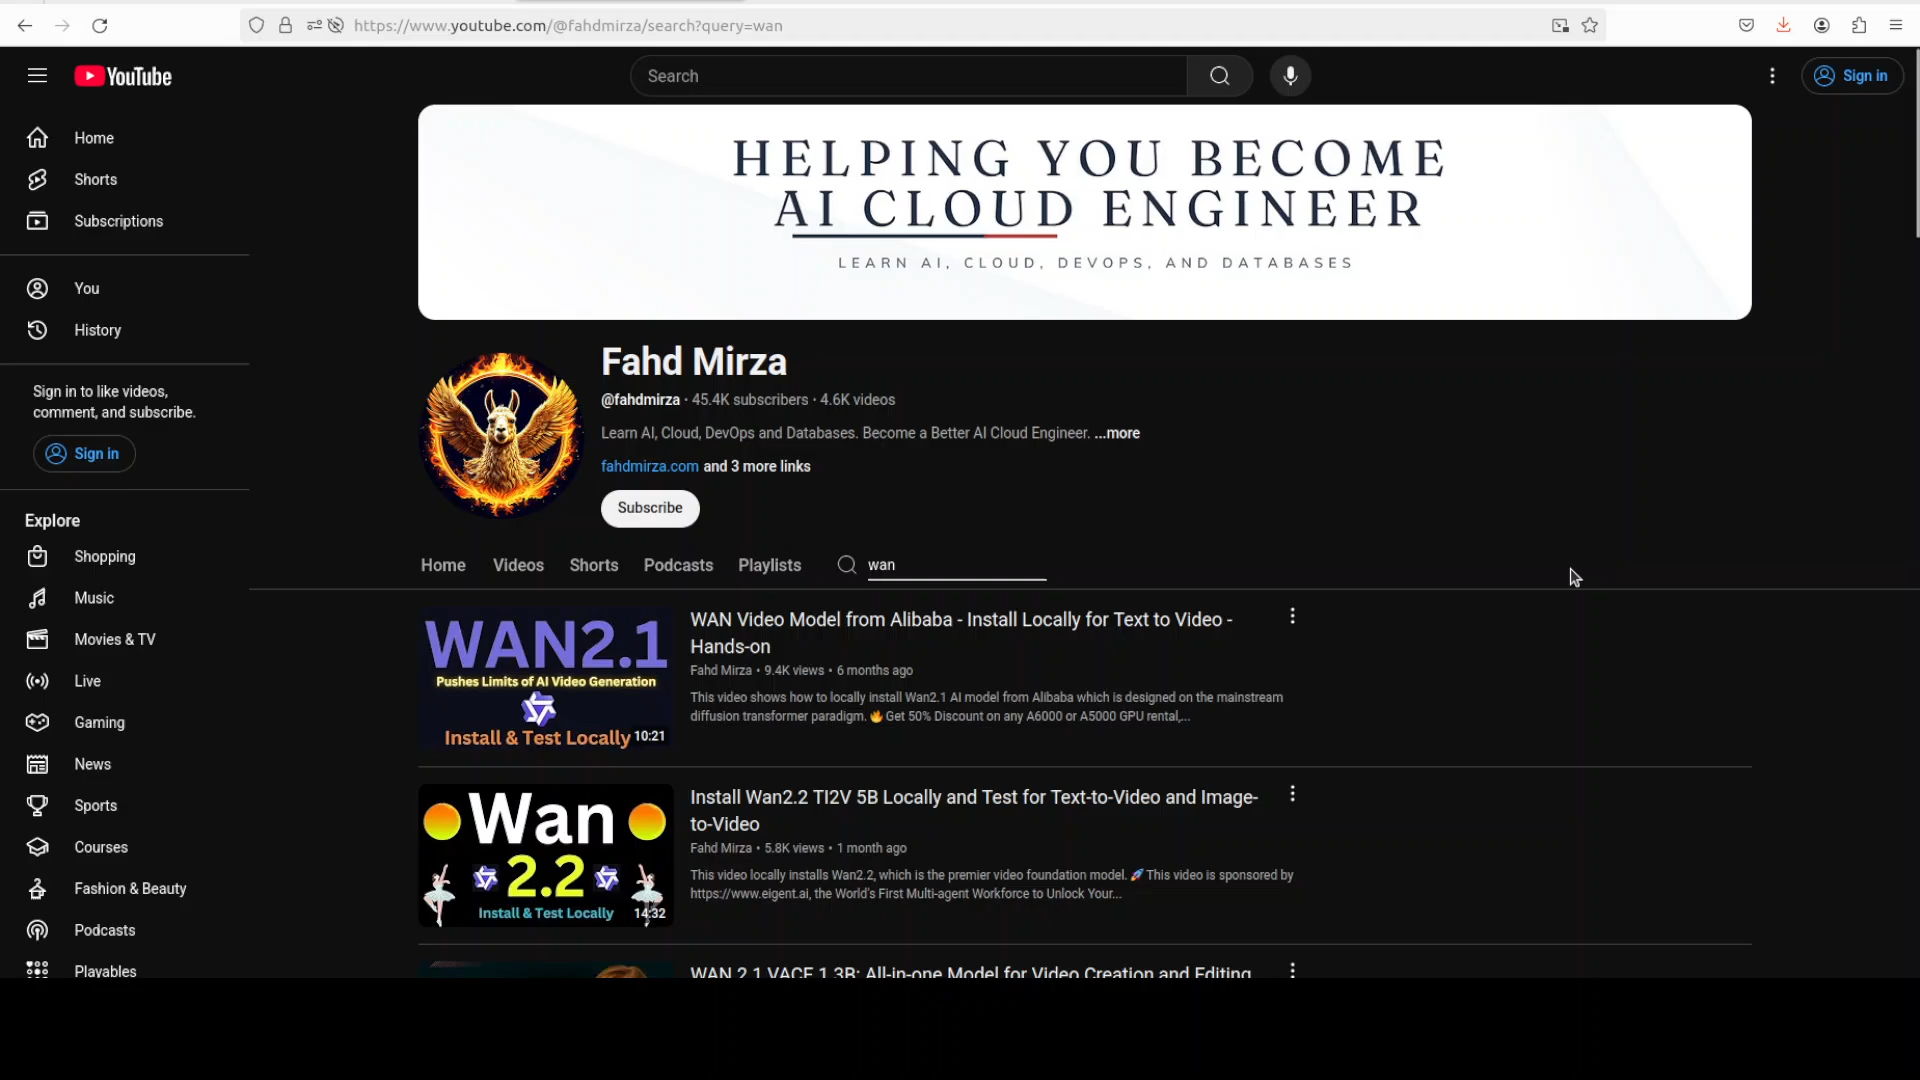 https://www.youtube.com/@fahdmirza/search?query=wan
YouTube
Search
Sign in
Home
Shorts
Subscriptions
You
History
Sign in to like videos,
comment, and subscribe.
Sign in
Explore
Shopping
Music
Movies & TV
Live
Gaming
News
Sports
Courses
Fashion & Beauty
Podcasts
Playables
HELPING YOU BECOME
AI CLOUD ENGINEER
LEARN AI, CLOUD, DEVOPS, AND DATABASES
Fahd Mirza
@fahdmirza · 45.4K subscribers · 4.6K videos
Learn AI, Cloud, DevOps and Databases. Become a Better AI Cloud Engineer. ...more
fahdmirza.com and 3 more links
Subscribe
Home Videos Shorts Podcasts Playlists wan
WAN2.1
Pushes Limits of AI Video Generation
Install & Test Locally
10:21
WAN Video Model from Alibaba - Install Locally for Text to Video -
Hands-on
Fahd Mirza • 9.4K views • 6 months ago
This video shows how to locally install Wan2.1 AI model from Alibaba which is designed on the mainstream
diffusion transformer paradigm. 🔥 Get 50% Discount on any A6000 or A5000 GPU rental,...
Wan
2.2
Install & Test Locally
14:32
Install Wan2.2 TI2V 5B Locally and Test for Text-to-Video and Image-
to-Video
Fahd Mirza • 5.8K views • 1 month ago
This video locally installs Wan2.2, which is the premier video foundation model. 🚀 This video is sponsored by
https://www.eigent.ai, the World's First Multi-agent Workforce to Unlock Your...
WAN 2.1 VACE 1.3B: All-in-one Model for Video Creation and Editing